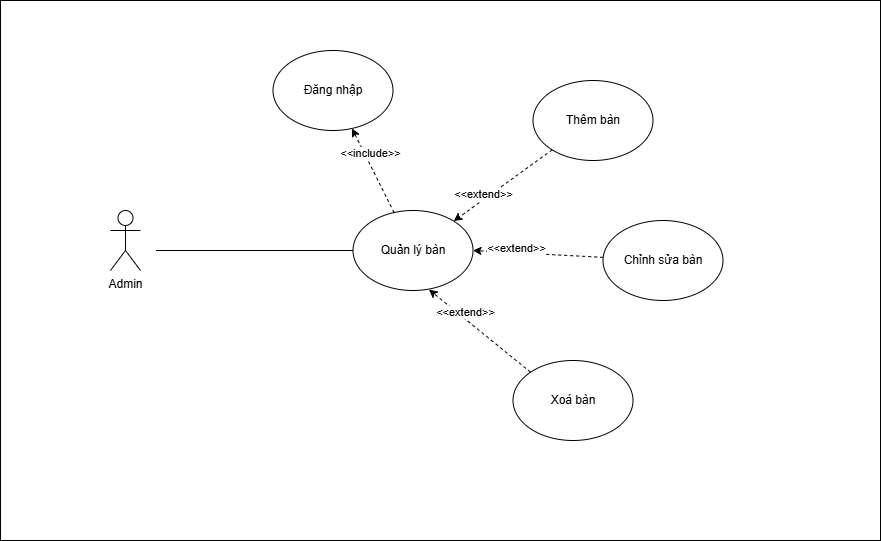 Đăng nhập
Thêm bàn
<<include>>
<<extend>>
Quản lý bàn
<<extend>>
Chỉnh sửa bàn
Admin
<<extend>>
Xoá bàn